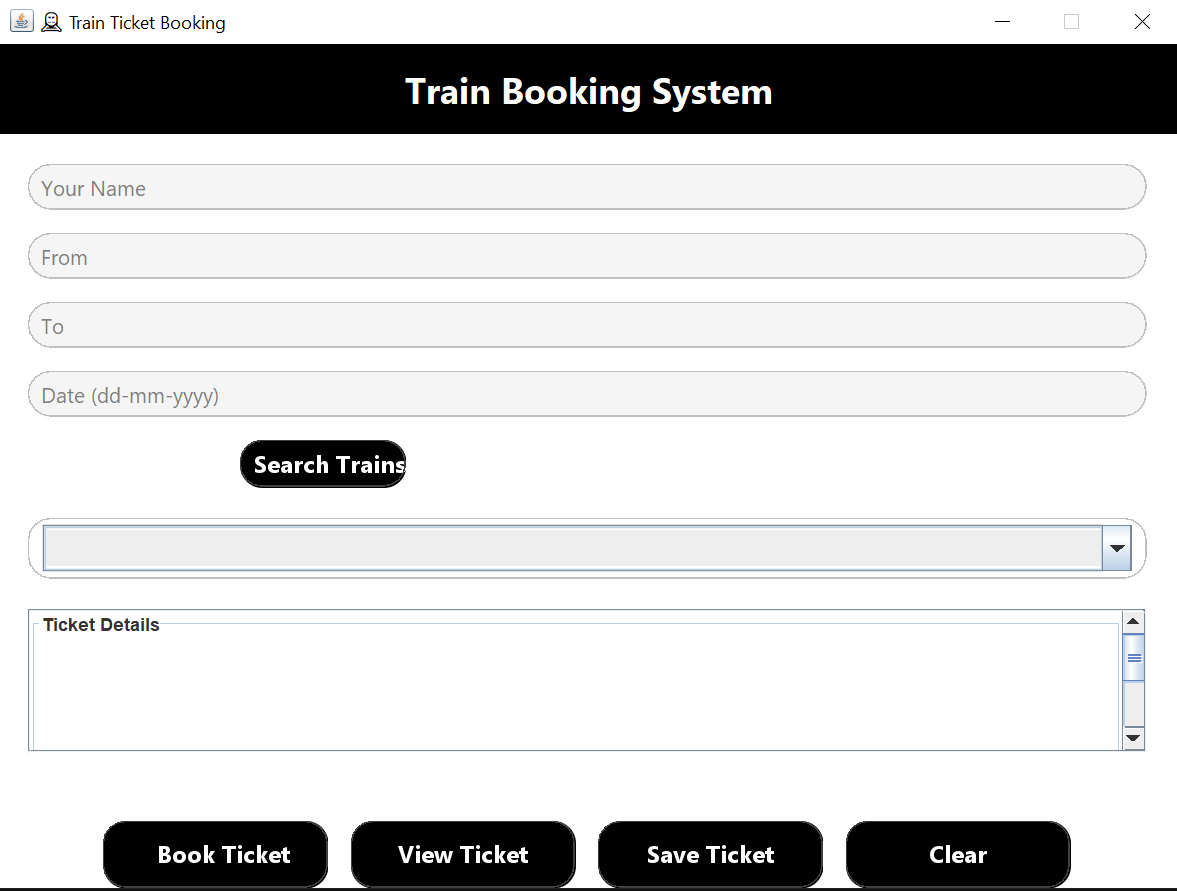 Train Ticket Booking
Train Booking System
Your Name
From
To
Date (dd-mm-yyyy)
Search Trains
Ticket Details
Book Ticket
View Ticket
Save Ticket
Clear